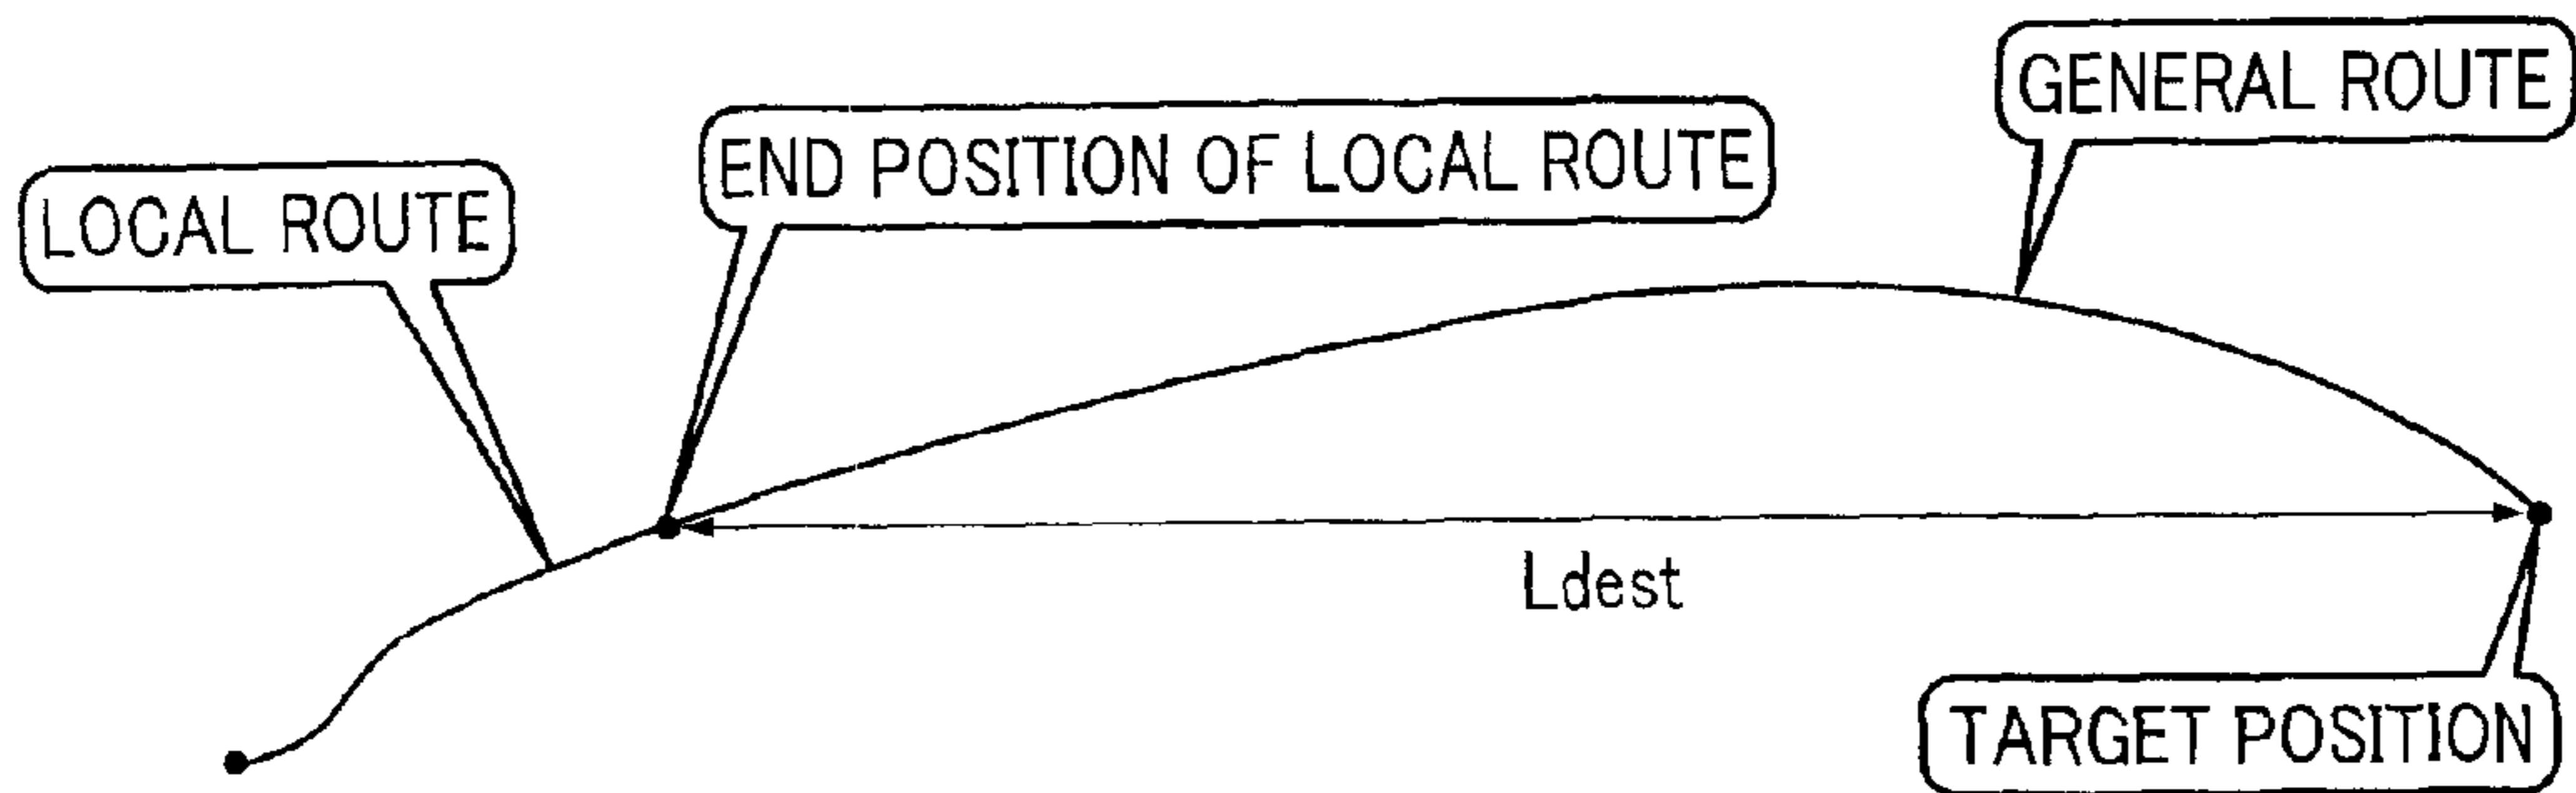 GENERAL ROUTE
END POSITION OF LOCAL ROUTE
LOCAL ROUTE
Ldest
TARGET POSITION